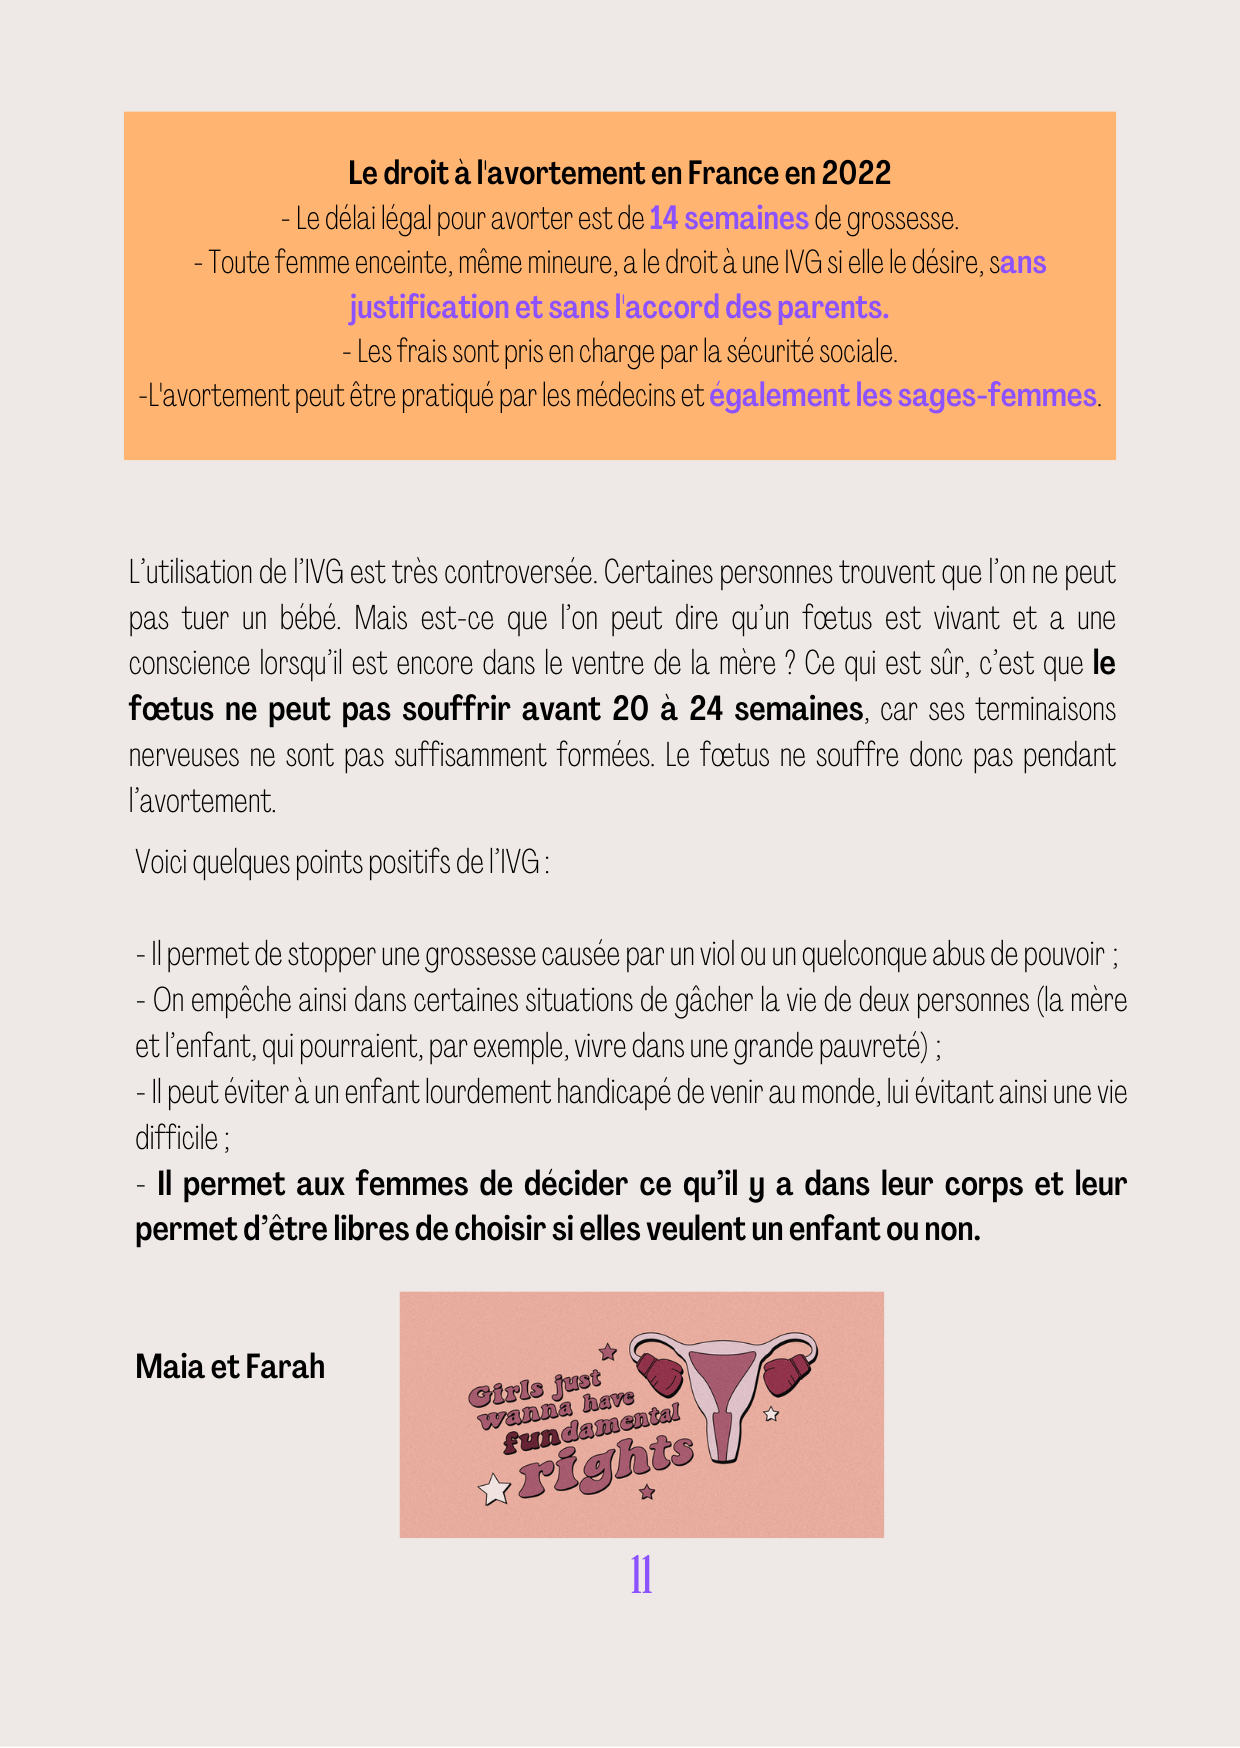 Le droit à l'avortement en France en 2022
- Le délai légal pour avorter est de 14 semaines de grossesse.
- Toute femme enceinte, même mineure, a le droit à une IVG si elle le désire, sans
justification et sans l'accord des parents.
- Les frais sont pris en charge par la sécurité sociale.
-L'avortement peut être pratiqué par les médecins et également les sages-femmes.
L’utilisation de l’IVG est très controversée. Certaines personnes trouvent que l’on ne peut
pas tuer un bébé. Mais est-ce que l’on peut dire qu’un fœtus est vivant et a une
conscience lorsqu’il est encore dans le ventre de la mère ? Ce qui est sûr, c’est que le
fœtus ne peut pas souffrir avant 20 à 24 semaines, car ses terminaisons
nerveuses ne sont pas suffisamment formées. Le fœtus ne souffre donc pas pendant
l’avortement.
Voici quelques points positifs de l’IVG :
- Il permet de stopper une grossesse causée par un viol ou un quelconque abus de pouvoir ;
- On empêche ainsi dans certaines situations de gâcher la vie de deux personnes (la mère
et l’enfant, qui pourraient, par exemple, vivre dans une grande pauvreté) ;
- Il peut éviter à un enfant lourdement handicapé de venir au monde, lui évitant ainsi une vie
difficile ;
- Il permet aux femmes de décider ce qu’il y a dans leur corps et leur
permet d’être libres de choisir si elles veulent un enfant ou non.
Maia et Farah
Girls just
wanna have
fundamental
rights
11